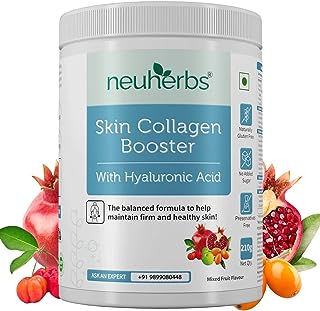 neuherbs®
Skin Collagen
Booster
With Hyaluronic Acid
The balanced formula to help
maintain firm and healthy skin!
Naturally
Gluten Free
No Added
Sugar
Preservatives
Free
210g
Net Qty.
ASK AN EXPERT
+91 9899080448
Mixed Fruit Flavour